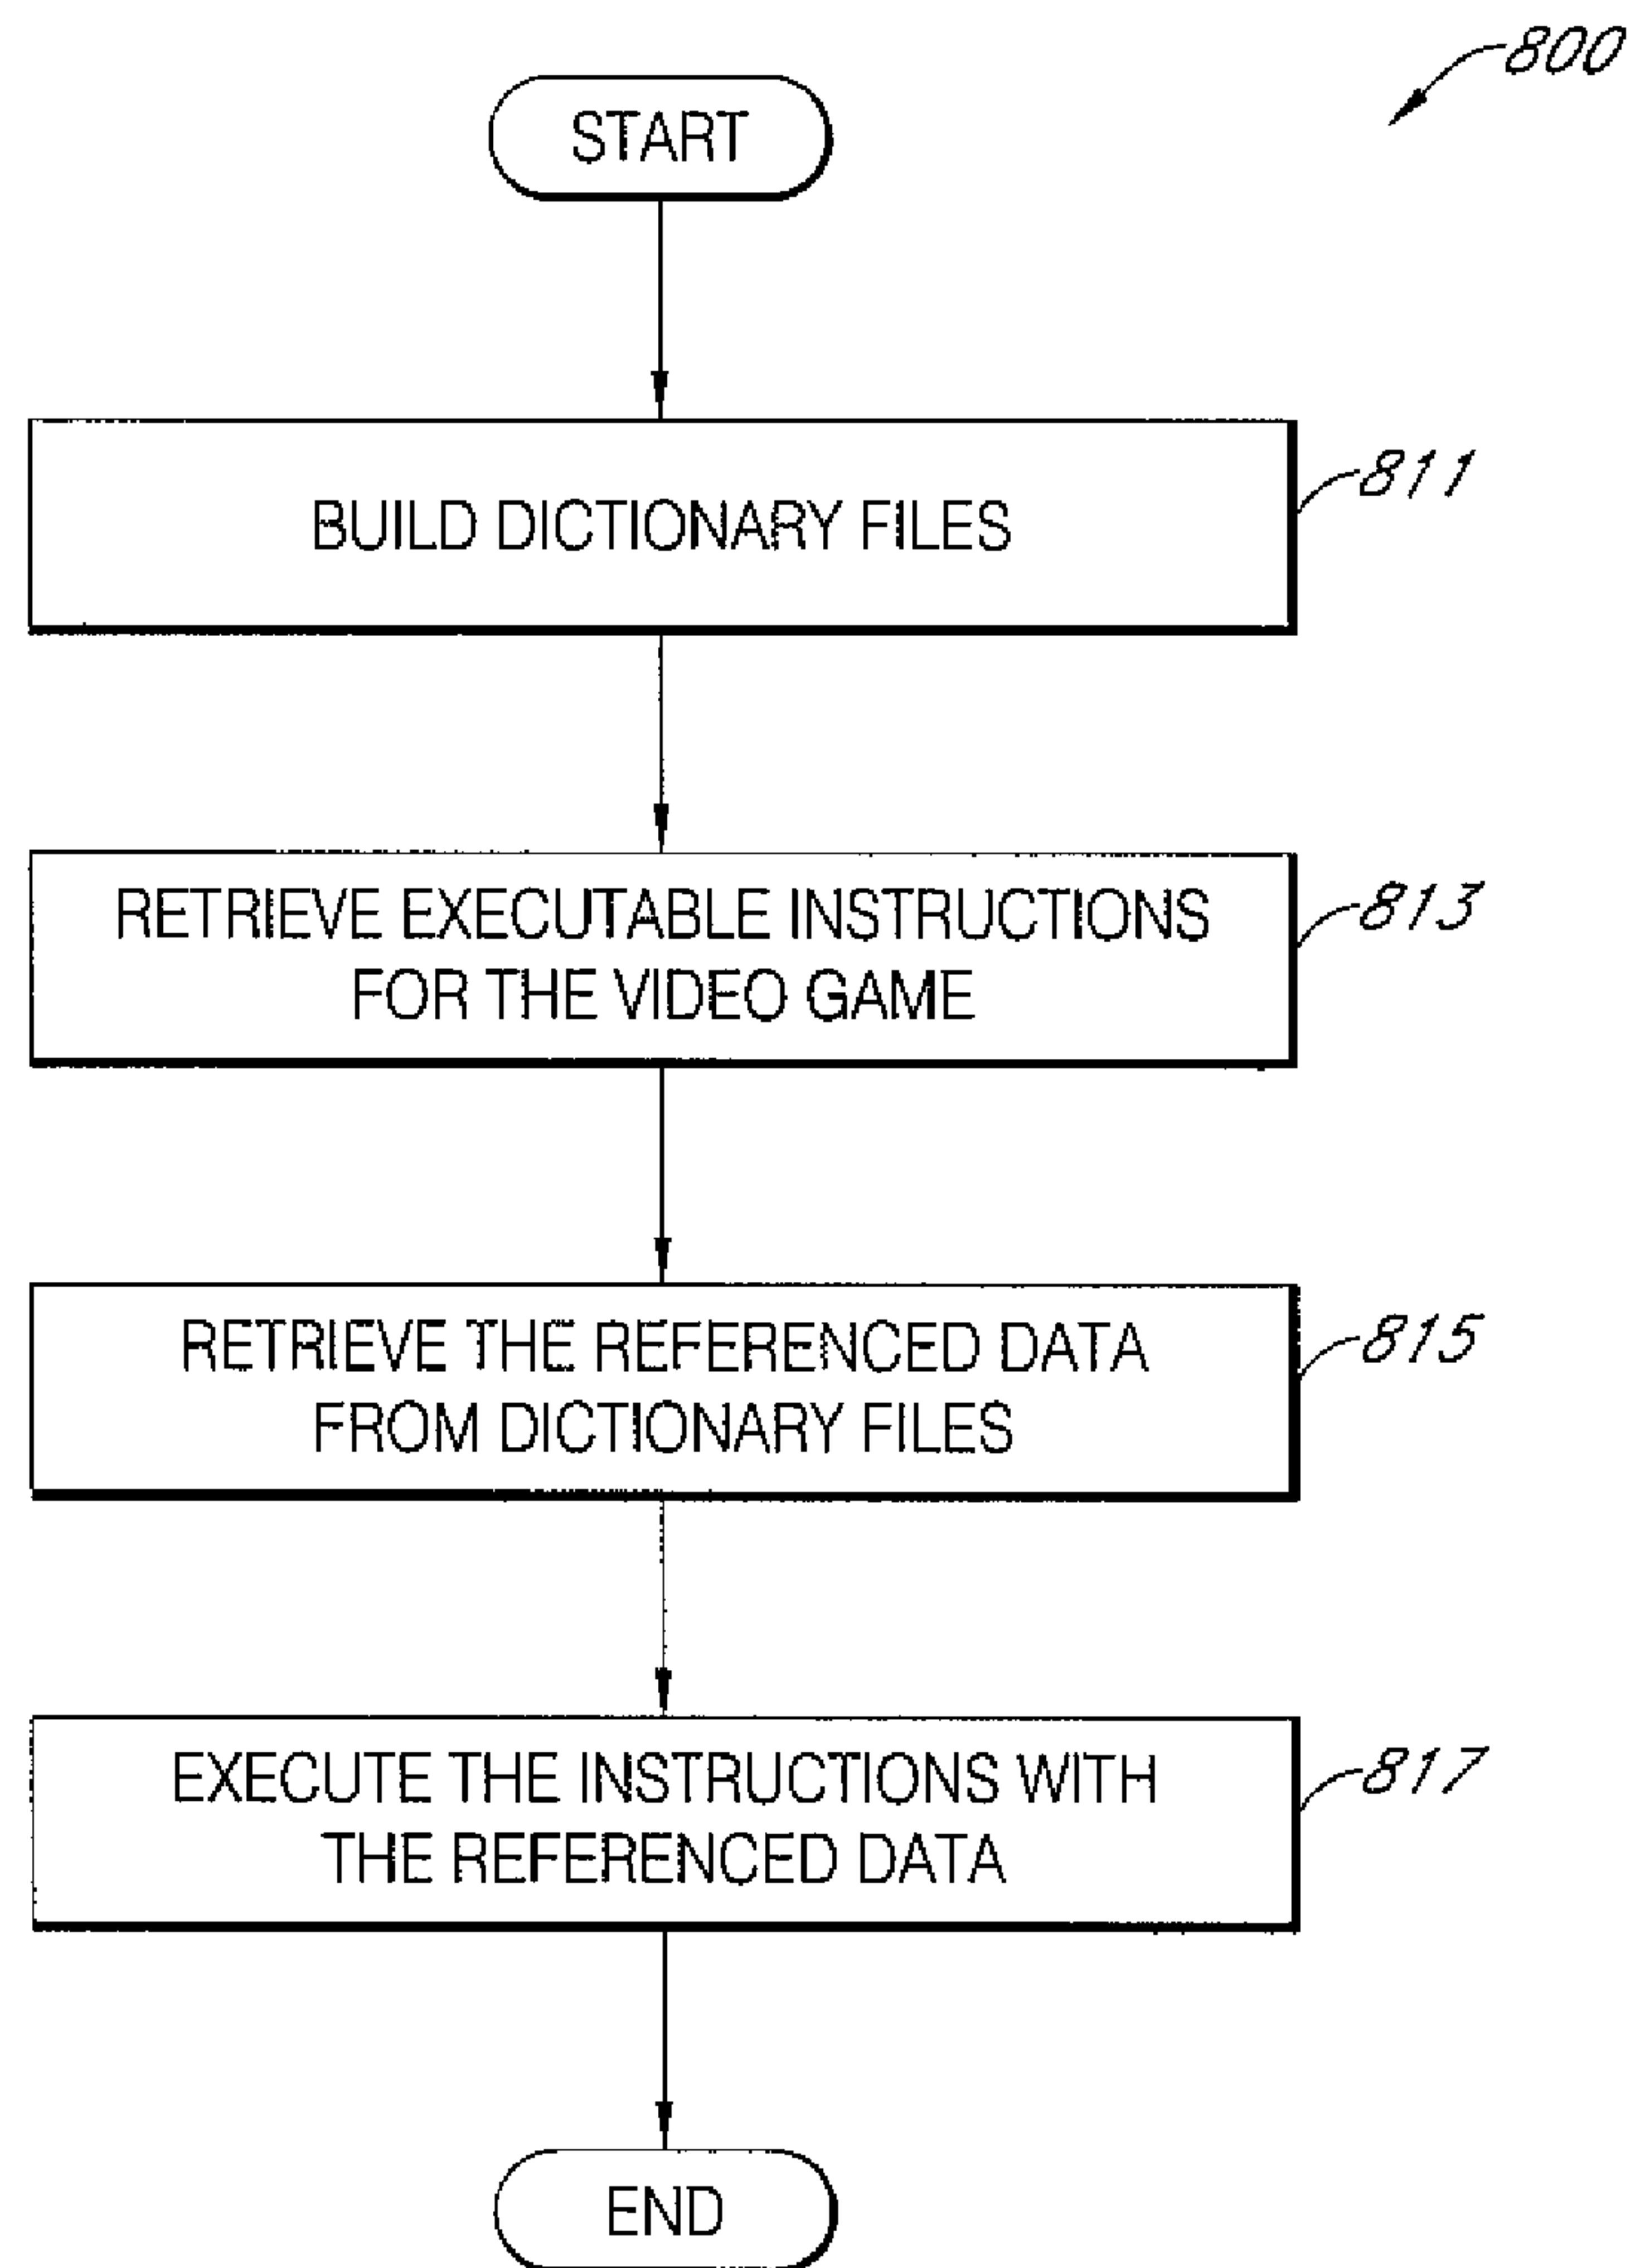 800
START
BUILD DICTIONARY FILES
811
RETRIEVE EXECUTABLE INSTRUCTIONS
FOR THE VIDEO GAME
813
RETRIEVE THE REFERENCED DATA
FROM DICTIONARY FILES
815
EXECUTE THE INSTRUCTIONS WITH
THE REFERENCED DATA
817
END